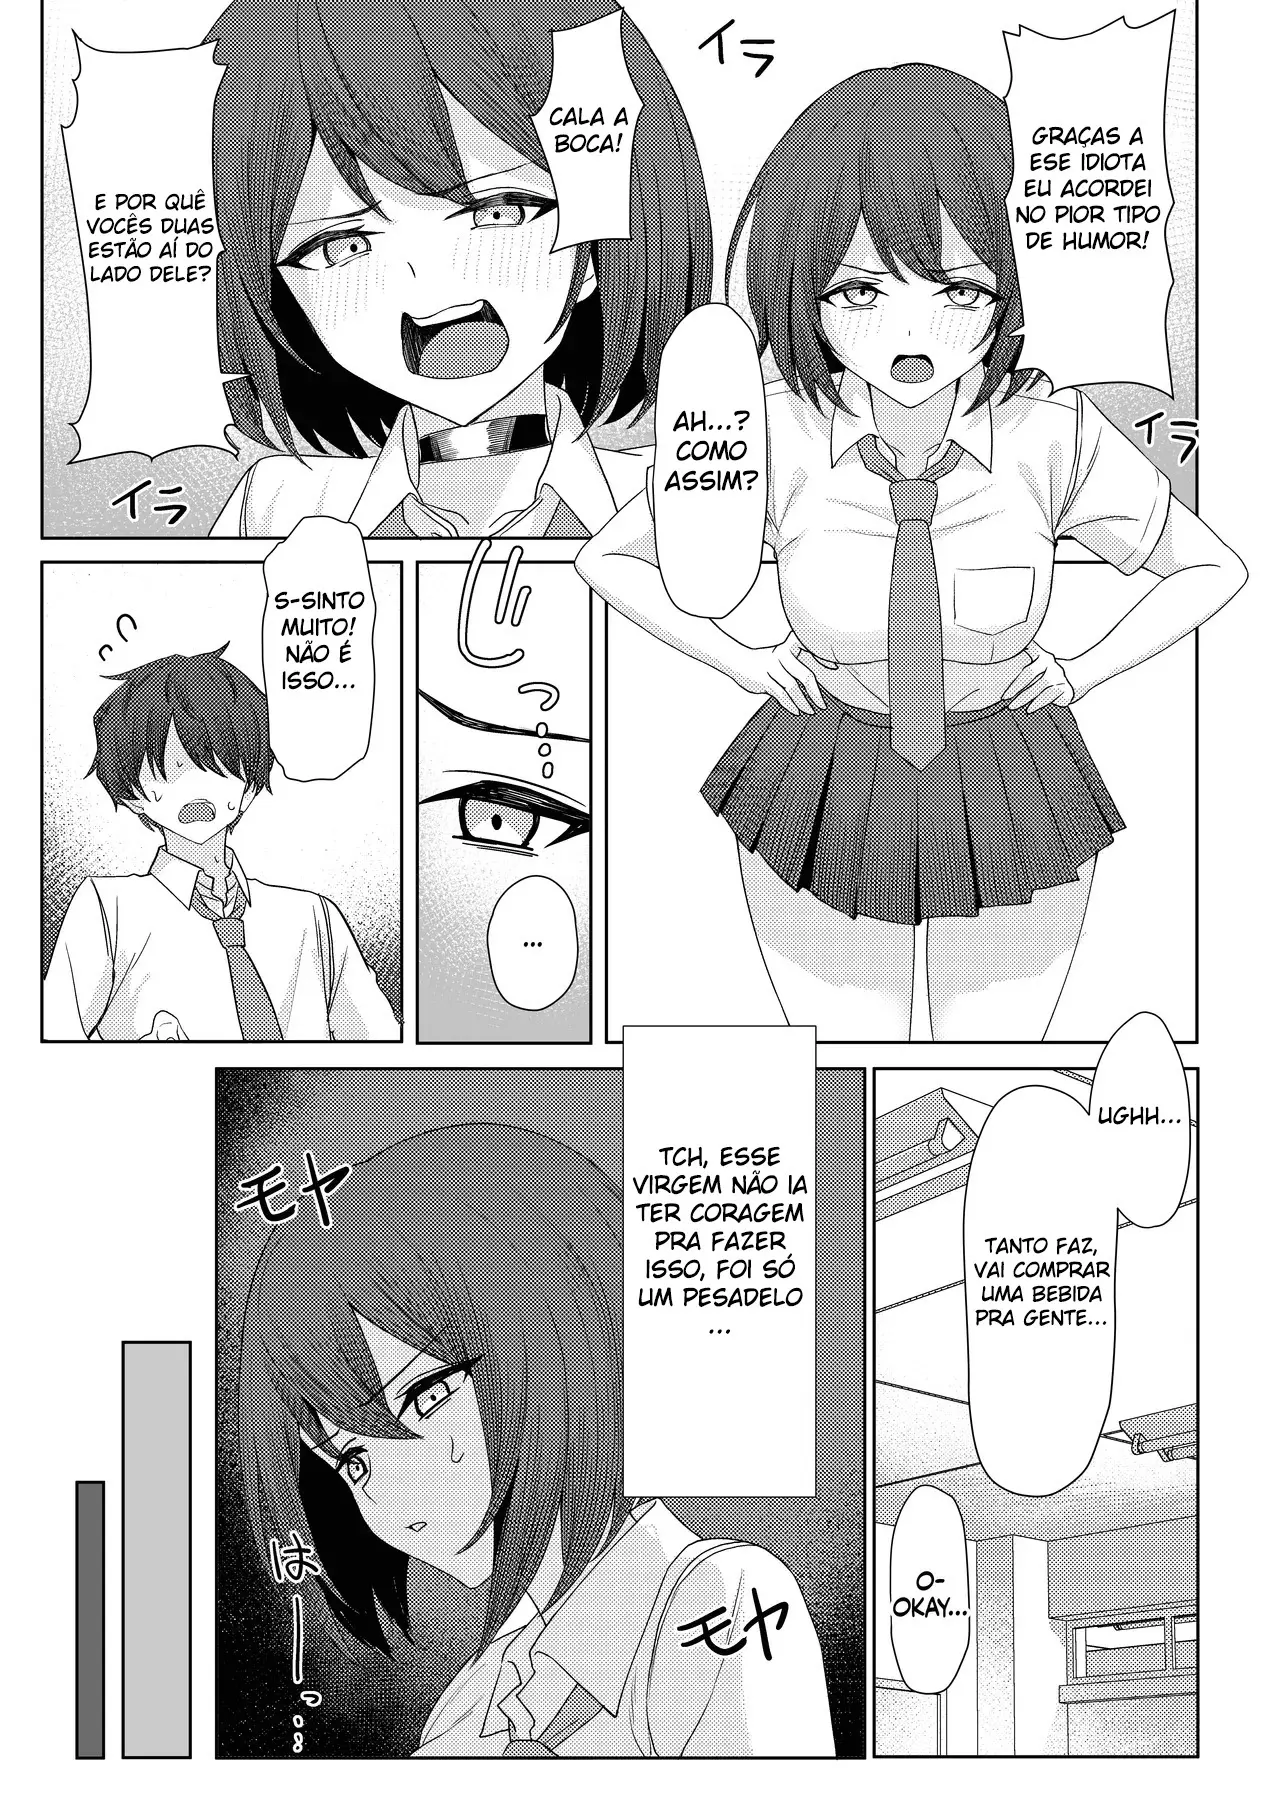 GRAÇAS A
ESE IDIOTA
EU ACORDEI
NO PIOR TIPO
DE HUMOR!
イラ
イラ
CALA A
BOCA!
E POR QUÊ
VOCÊS DUAS
ESTÃO AÍ DO
LADO DELE?
イラ
AH...?
COMO
ASSIM?
じーっ...
...
S-SINTO
MUITO!
NÃO É
ISSO...
UGHH...
TANTO FAZ,
VAI COMPRAR
UMA BEBIDA
PRA GENTE...
O-
OKAY...
TCH, ESSE
VIRGEM NÃO IA
TER CORAGEM
PRA FAZER
ISSO, FOI SÓ
UM PESADELO
...
モヤ
モヤ
はーーっ...